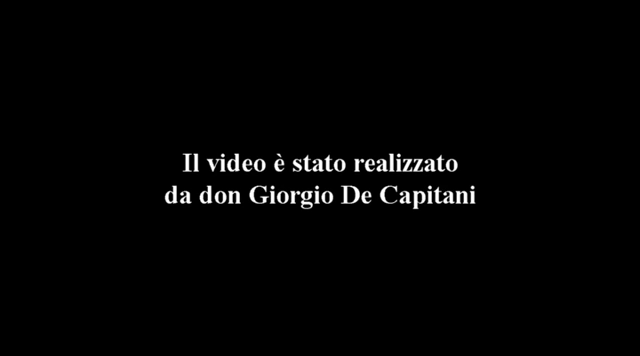 Il video è stato realizzato
da don Giorgio De Capitani